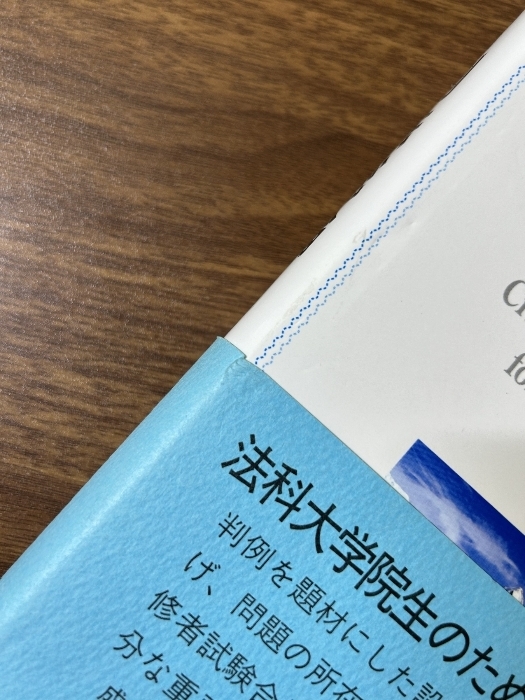 法科大学院生のため
判例を題材にした
げ、問題の所在
修者試験合
分な重